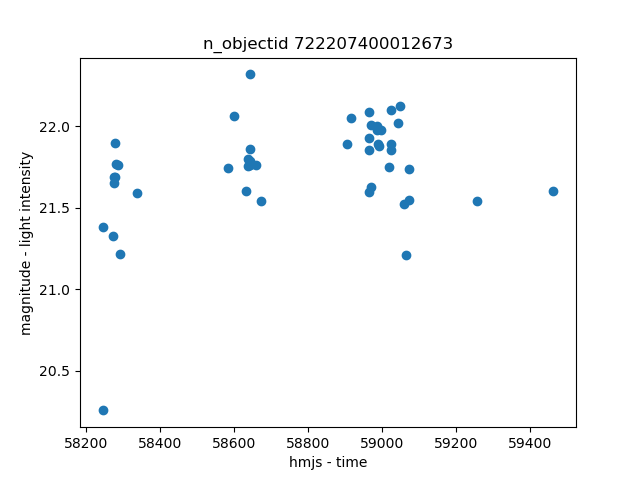 n_objectid 722207400012673
magnitude - light intensity
22.0
21.5
21.0
20.5
58200 58400 58600 58800 59000 59200 59400
hmjs - time